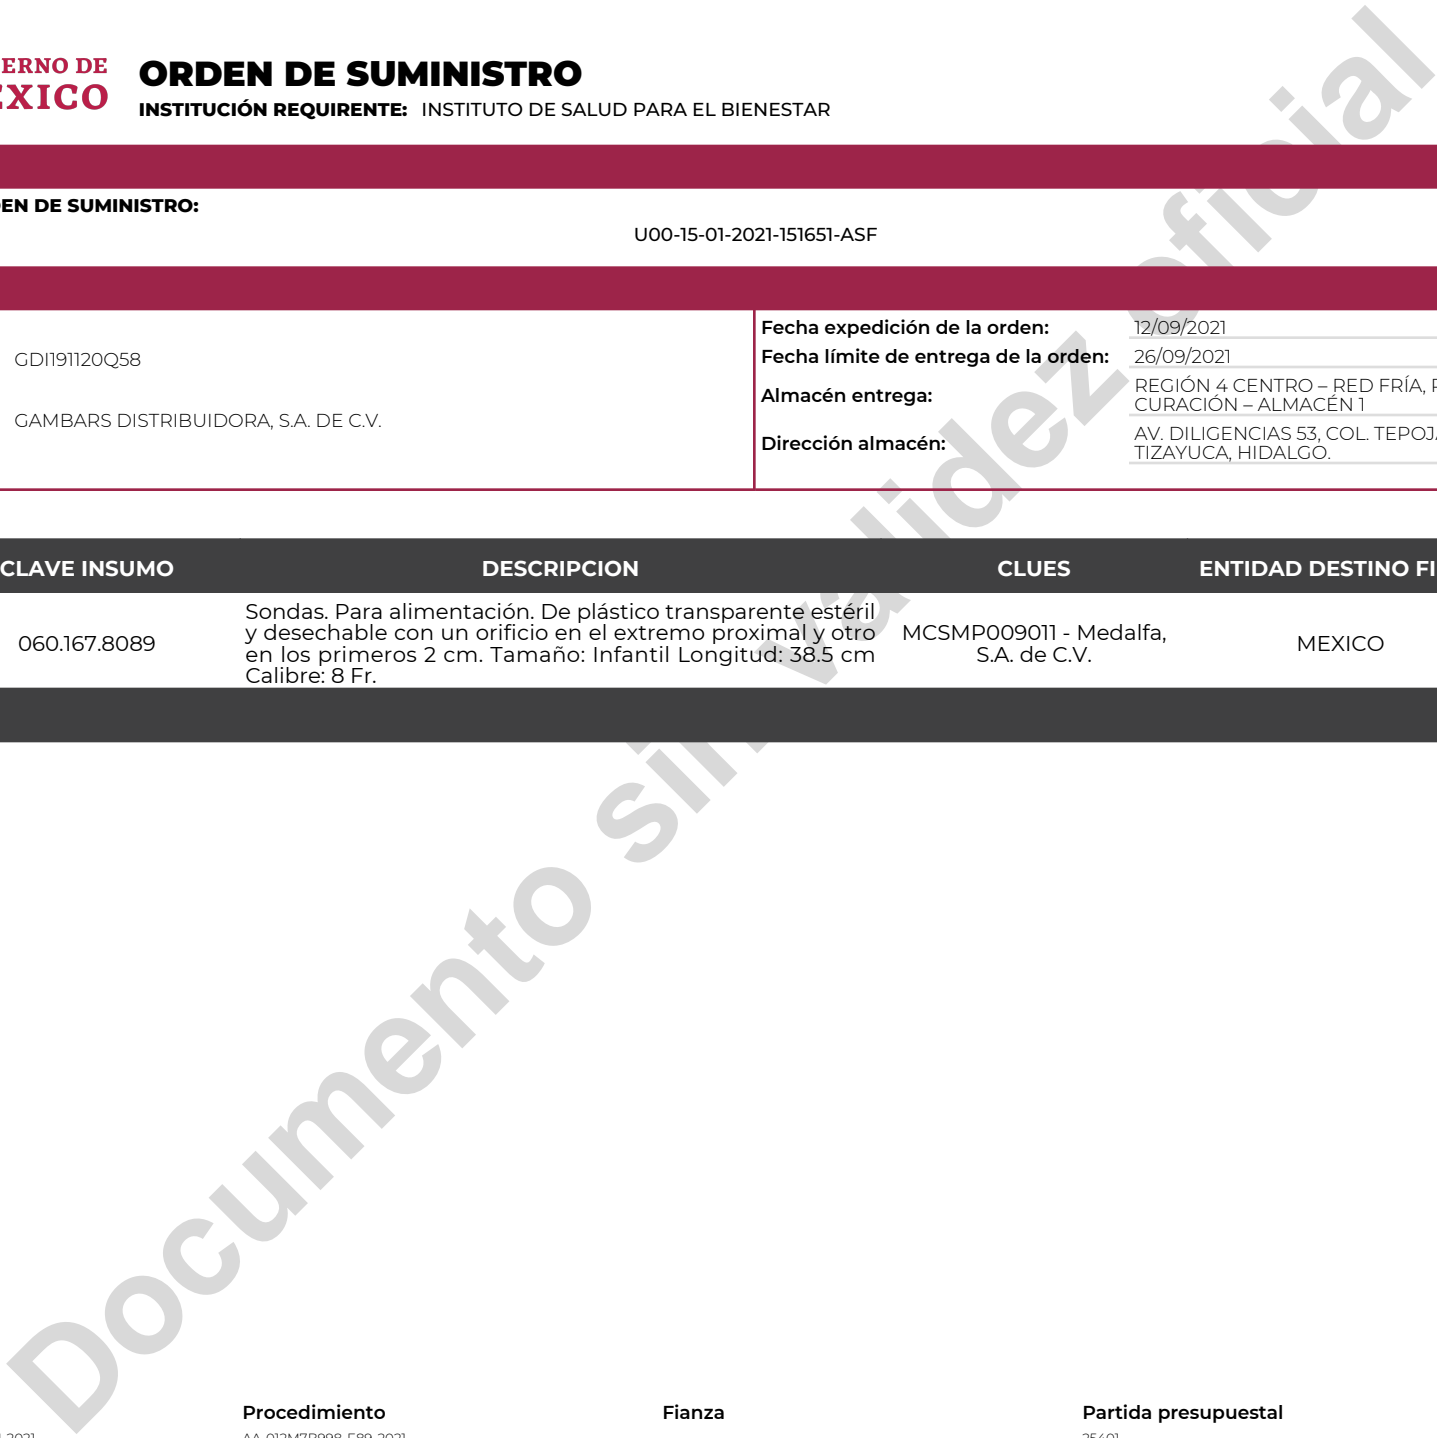 ERNO DE
ORDEN DE SUMINISTRO
INSTITUCIÓN REQUIRENTE: INSTITUTO DE SALUD PARA EL BIENESTAR
EN DE SUMINISTRO:
U00-15-01-2021-151651-ASF
GDI191120Q58
GAMBARS DISTRIBUIDORA, S.A. DE C.V.
Fecha expedición de la orden: 12/09/2021
Fecha límite de entrega de la orden: 26/09/2021
Almacén entrega:
REGIÓN 4 CENTRO – RED FRÍA,
CURACIÓN – ALMACÉN 1
Dirección almacén:
AV. DILIGENCIAS 53, COL. TEPOJ
TIZAYUCA, HIDALGO.
CLAVE INSUMO DESCRIPCION CLUES ENTIDAD DESTINO FI
060.167.8089
Sondas. Para alimentación. De plástico transparente estéril
y desechable con un orificio en el extremo proximal y otro
en los primeros 2 cm. Tamaño: Infantil Longitud: 38.5 cm
Calibre: 8 Fr.
MCSMP009011 - Medalfa,
S.A. de C.V.
MEXICO
Documento sin validez oficial
Procedimiento Fianza Partida presupuestal